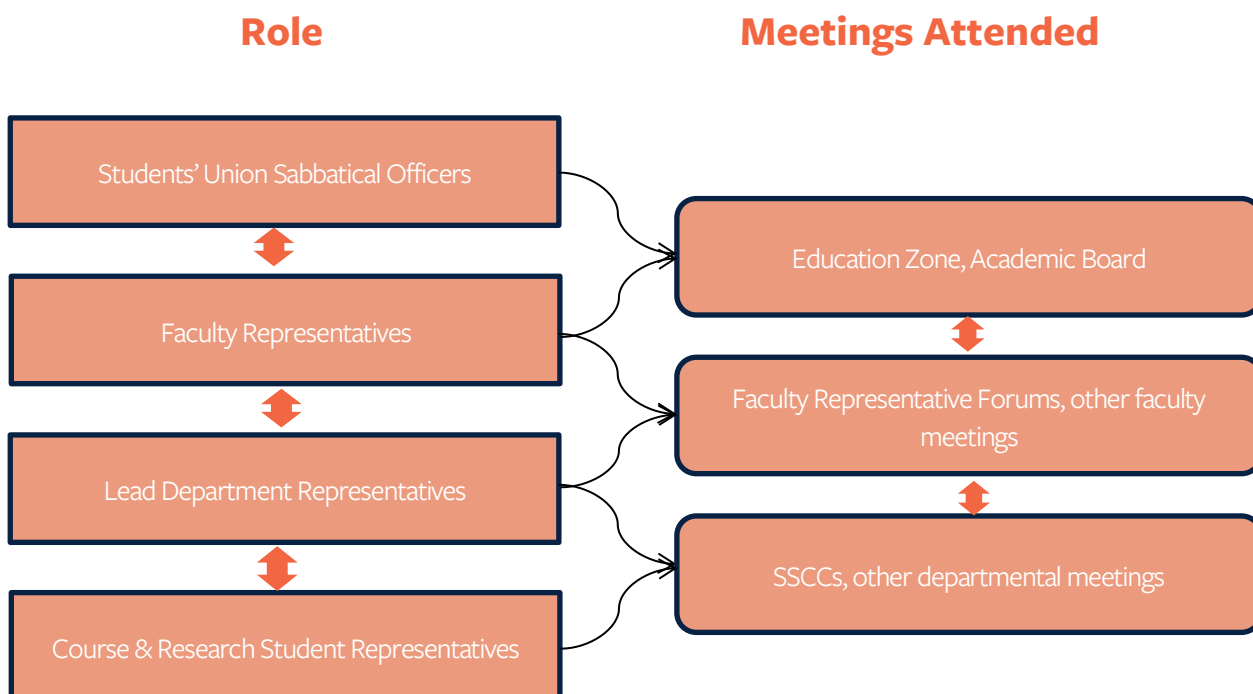 Role
Meetings Attended
Students’ Union Sabbatical Officers
Education Zone, Academic Board
Faculty Representatives
Faculty Representative Forums, other faculty
meetings
Lead Department Representatives
SSCCs, other departmental meetings
Course & Research Student Representatives